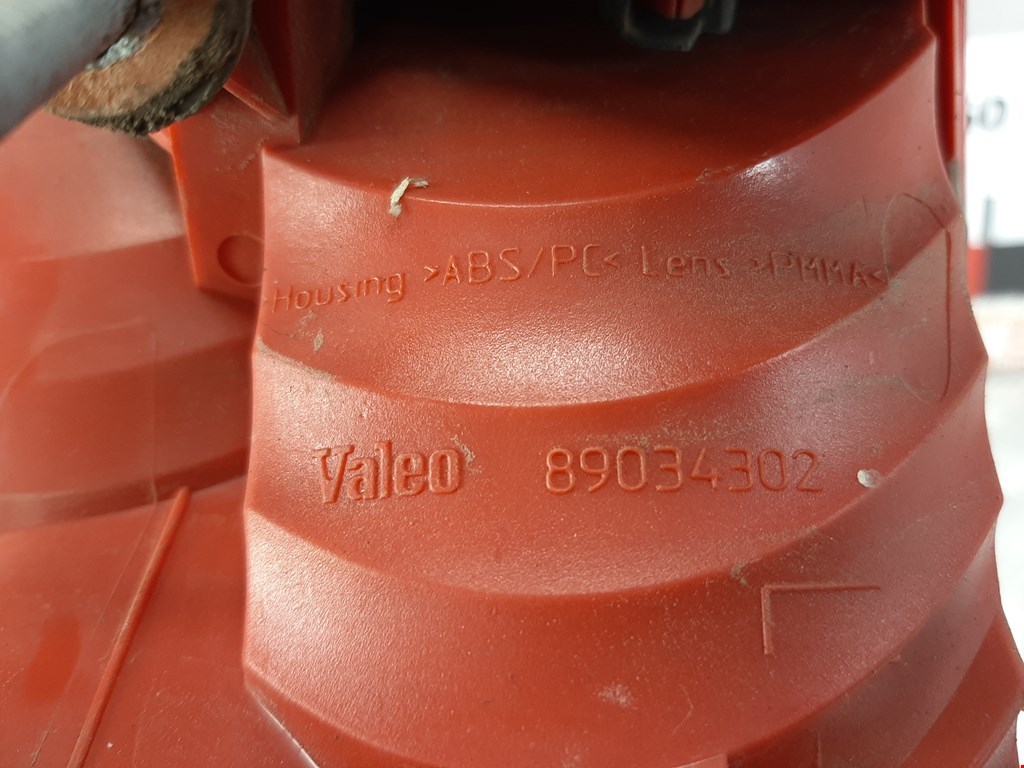 Housing >ABS/PC< Lens >PMMA<
Valeo 89034302